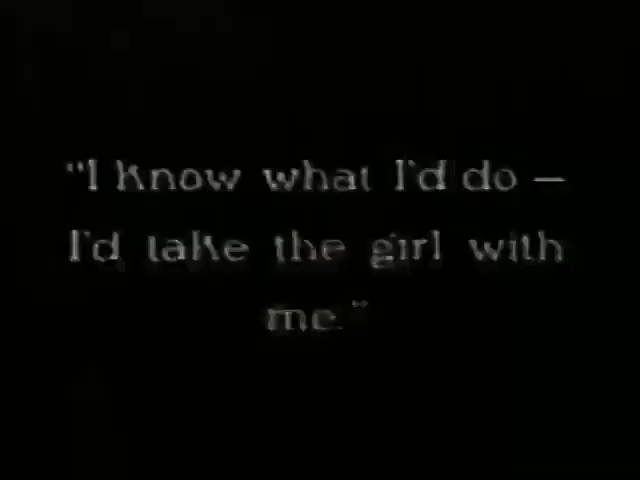 "I know what I'd do —
I'd take the girl with
me."